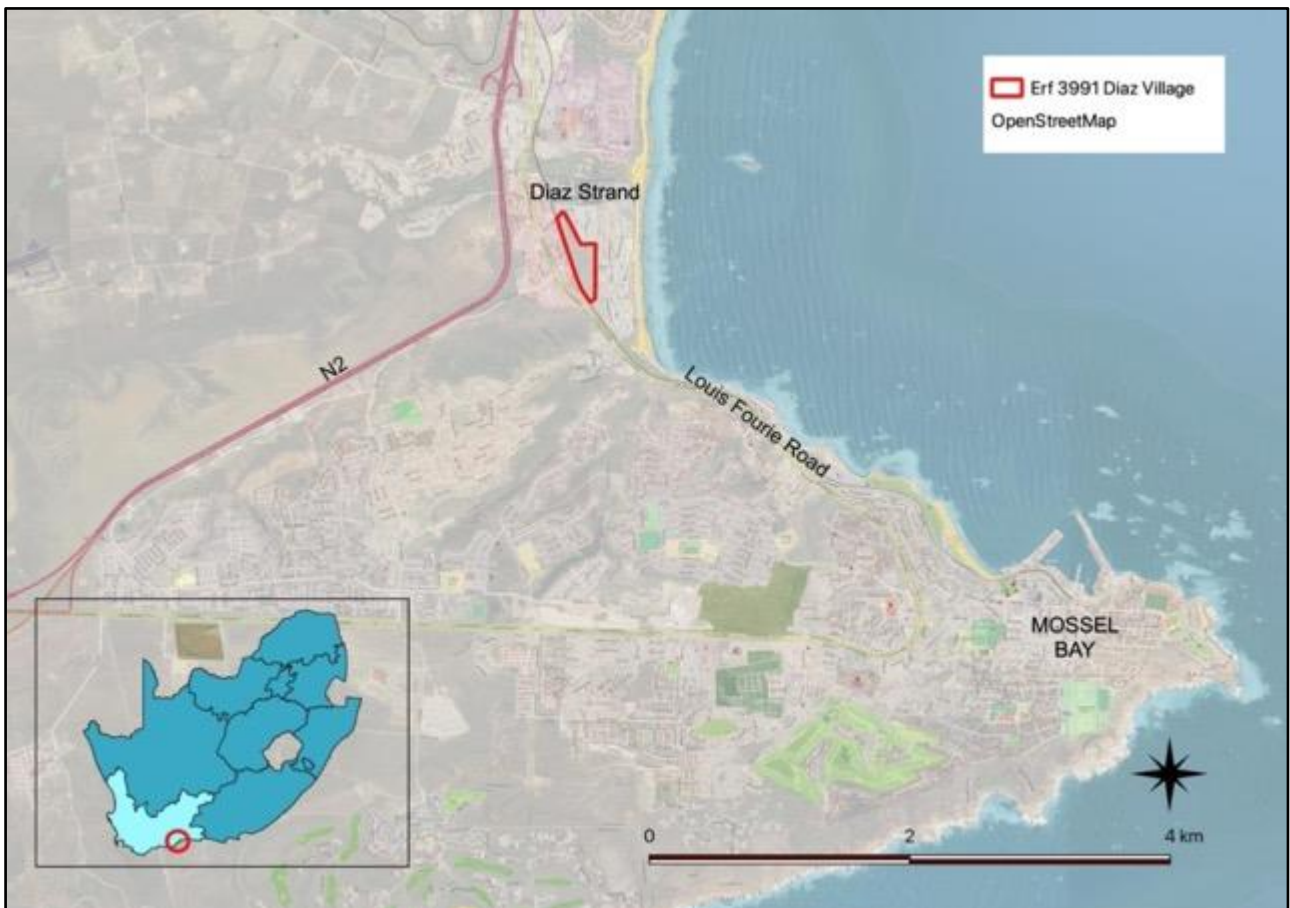 Erf 3991 Diaz Village
OpenStreetMap
Diaz Strand
N2
Louis Fourie Road
MOSSEL
BAY
0 2 4 km